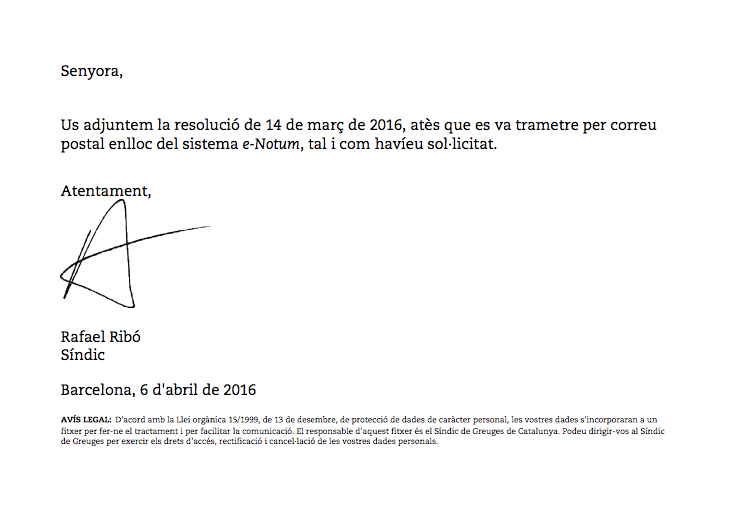 Senyora,
Us adjuntem la resolució de 14 de març de 2016, atès que es va trametre per correu
postal enlloc del sistema e-Notum, tal i com havíeu sol·licitat.
Atentament,
Rafael Ribó
Síndic
Barcelona, 6 d'abril de 2016
AVÍS LEGAL: D'acord amb la Llei orgànica 15/1999, de 13 de desembre, de protecció de dades de caràcter personal, les vostres dades s'incorporaran a un
fitxer per fer-ne el tractament i per facilitar la comunicació. El responsable d'aquest fitxer és el Síndic de Greuges de Catalunya. Podeu dirigir-vos al Síndic
de Greuges per exercir els drets d'accés, rectificació i cancel·lació de les vostres dades personals.